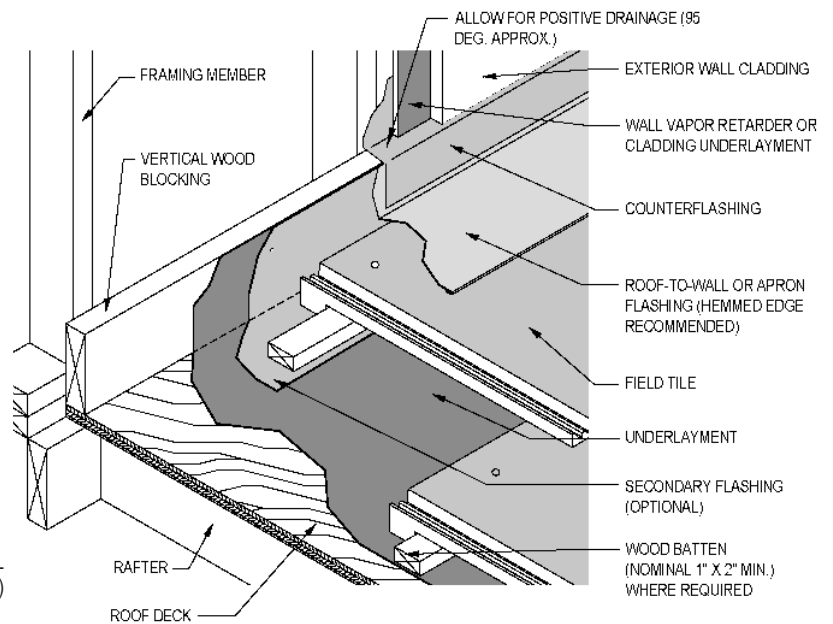 ALLOW FOR POSITIVE DRAINAGE (95
DEG. APPROX.)
FRAMING MEMBER
EXTERIOR WALL CLADDING
WALL VAPOR RETARDER OR
CLADDING UNDERLAYMENT
VERTICAL WOOD
BLOCKING
COUNTERFLASHING
ROOF-TO-WALL OR APRON
FLASHING (HEMMED EDGE
RECOMMENDED)
FIELD TILE
UNDERLAYMENT
SECONDARY FLASHING
(OPTIONAL)
WOOD BATTEN
(NOMINAL 1" X 2" MIN.)
WHERE REQUIRED
RAFTER
ROOF DECK
)